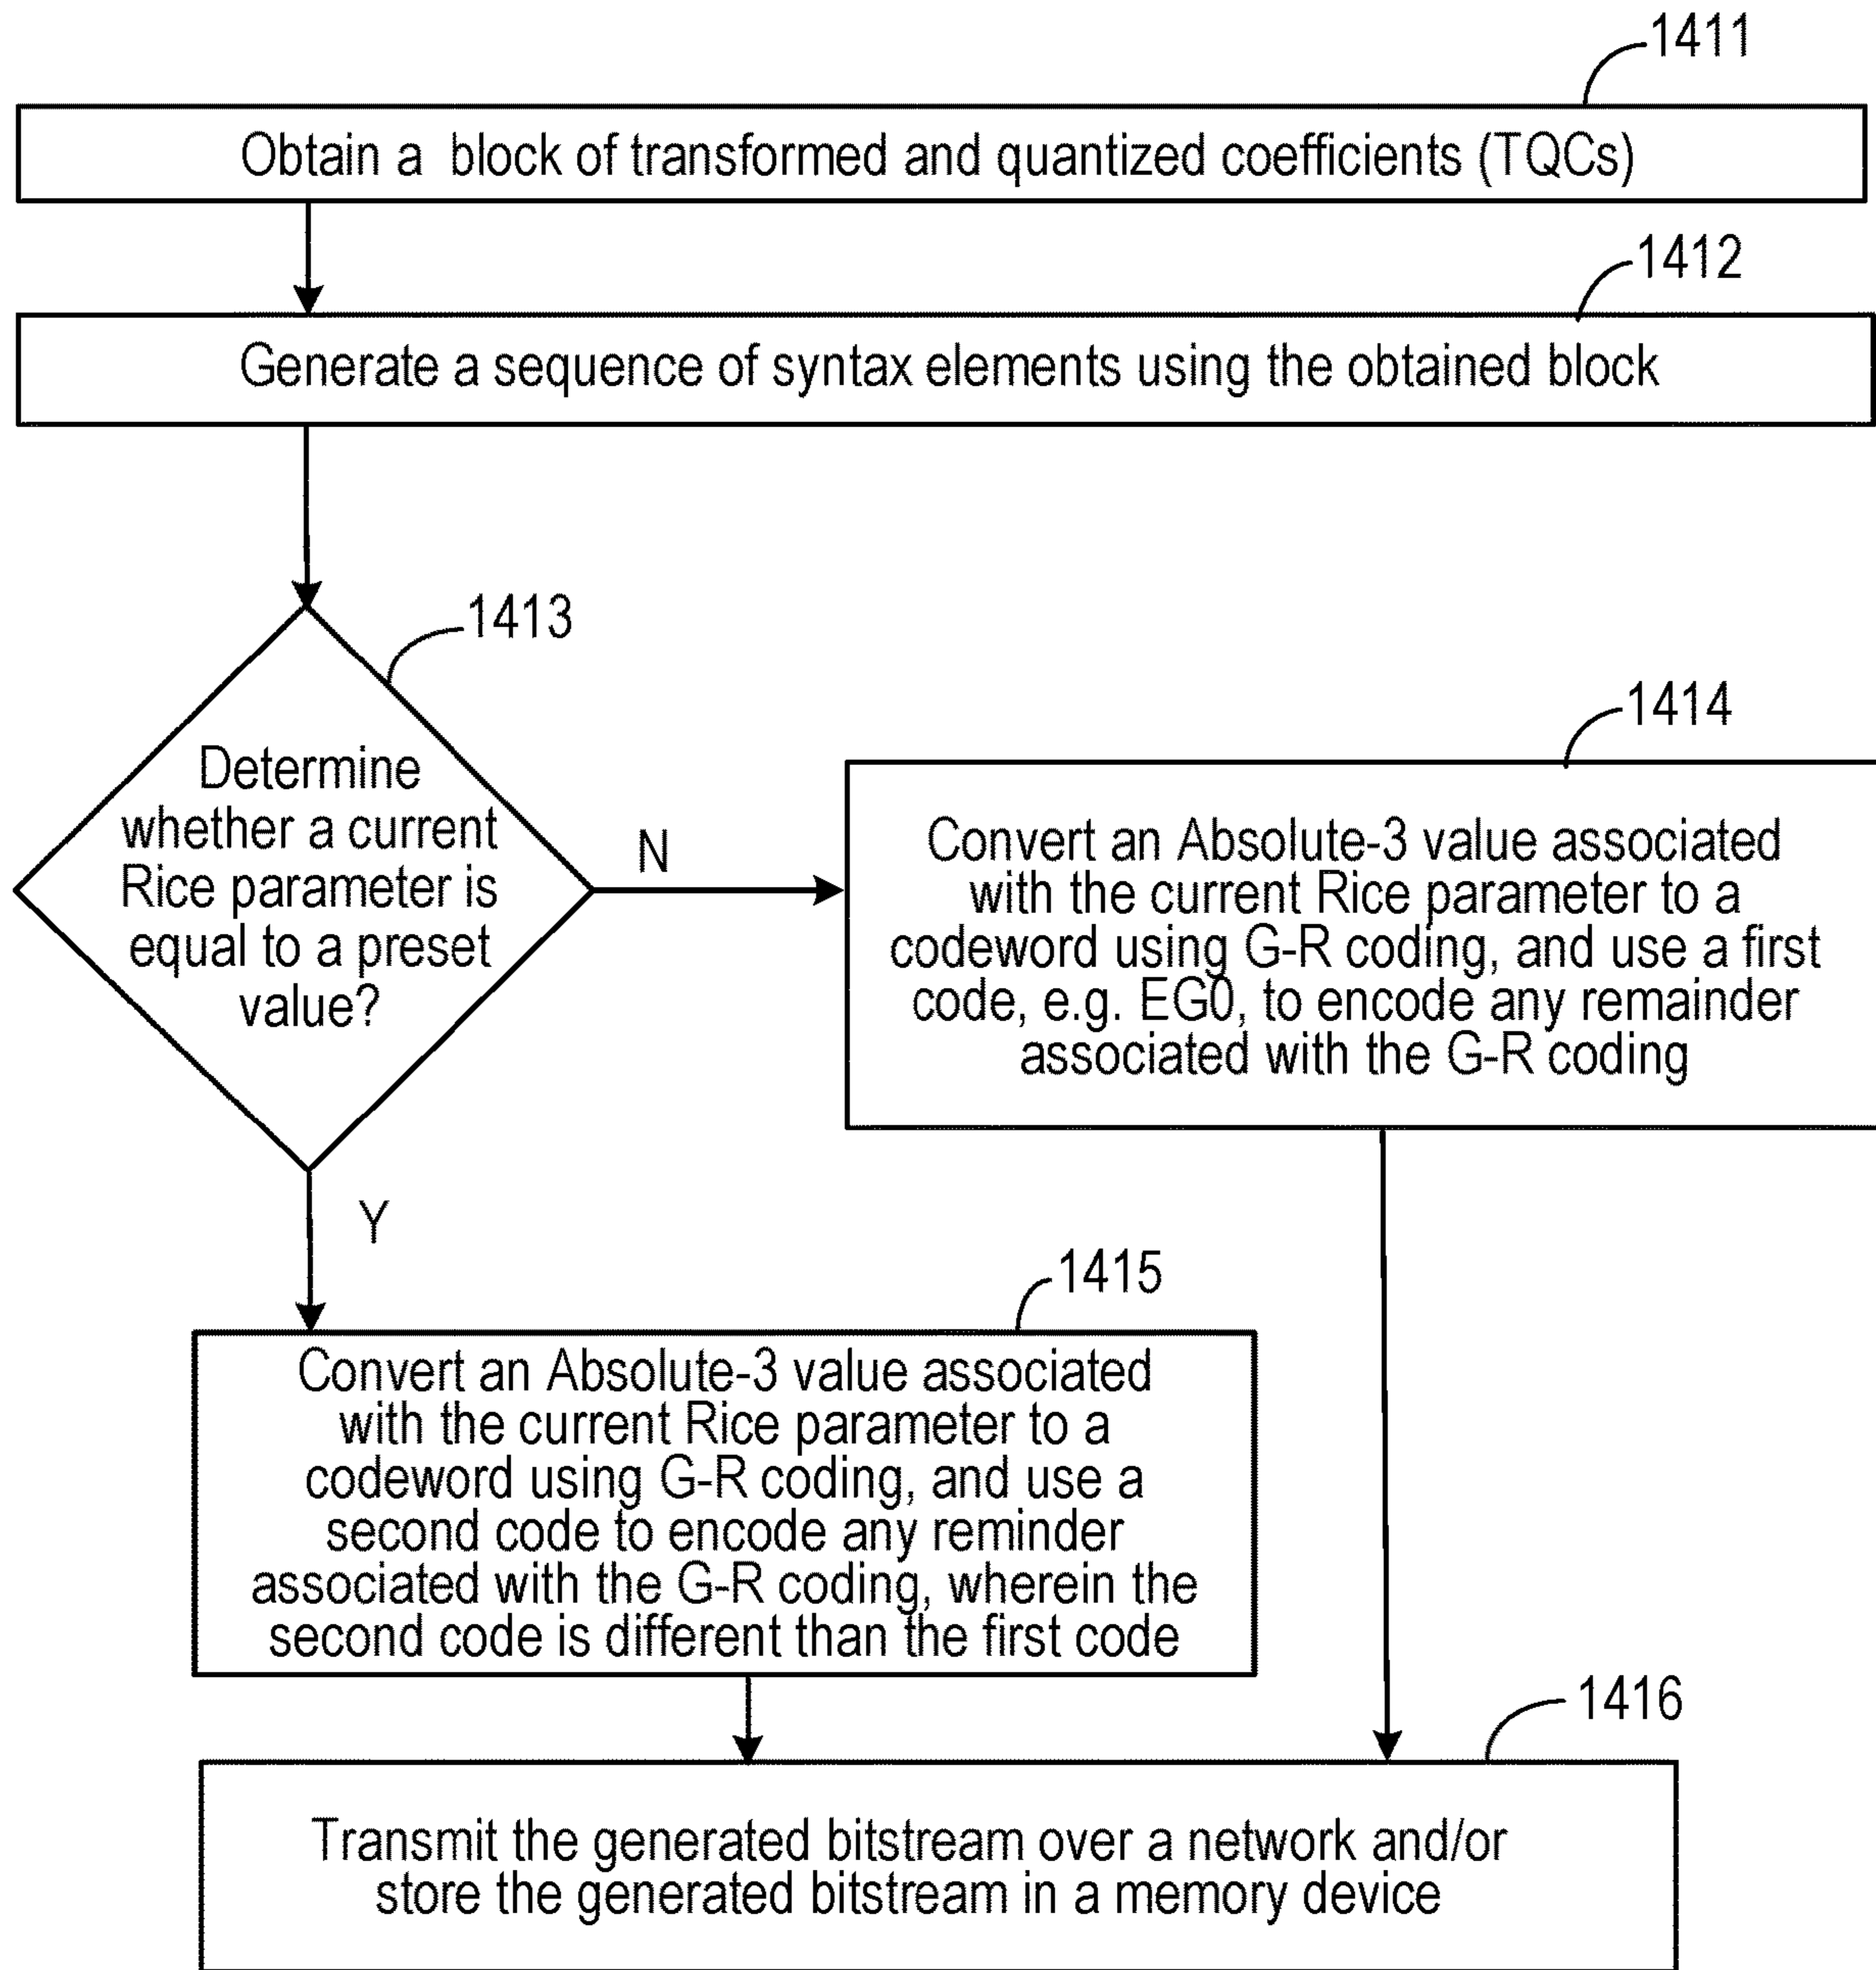 1411
Obtain a block of transformed and quantized coefficients (TQCs)
1412
Generate a sequence of syntax elements using the obtained block
1413
Determine
whether a current
Rice parameter is
equal to a preset
value?
N
1414
Convert an Absolute-3 value associated
with the current Rice parameter to a
codeword using G-R coding, and use a first
code, e.g. EG0, to encode any remainder
associated with the G-R coding
Y
1415
Convert an Absolute-3 value associated
with the current Rice parameter to a
codeword using G-R coding, and use a
second code to encode any reminder
associated with the G-R coding, wherein the
second code is different than the first code
1416
Transmit the generated bitstream over a network and/or
store the generated bitstream in a memory device